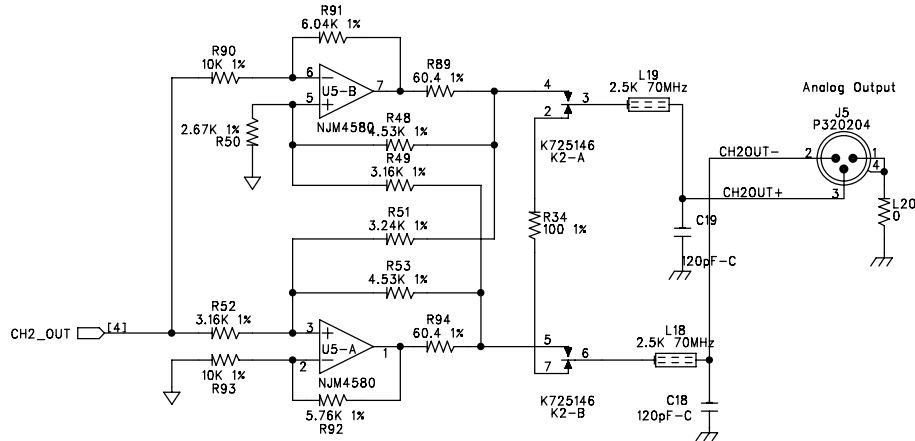 R91
6.04K 1%
R90
10K 1%
R89
60.4 1%
6
7
U5-B
5
NJM4580
2.67K 1%
R50
R48
4.53K 1%
R49
3.16K 1%
R51
3.24K 1%
R53
4.53K 1%
R52
3.16K 1%
CH2_OUT
[4]
3
U5-A
1
2
R94
60.4 1%
10K 1%
R93
NJM4580
5.76K 1%
R92
4
3
2
K725146
K2-A
R34
100 1%
5
6
7
K725146
K2-B
L19
2.5K 70MHz
Analog Output
J5
P320204
CH2OUT-
2
1
4
CH2OUT+
3
C19
120pF-C
L20
0
L18
2.5K 70MHz
C18
120pF-C